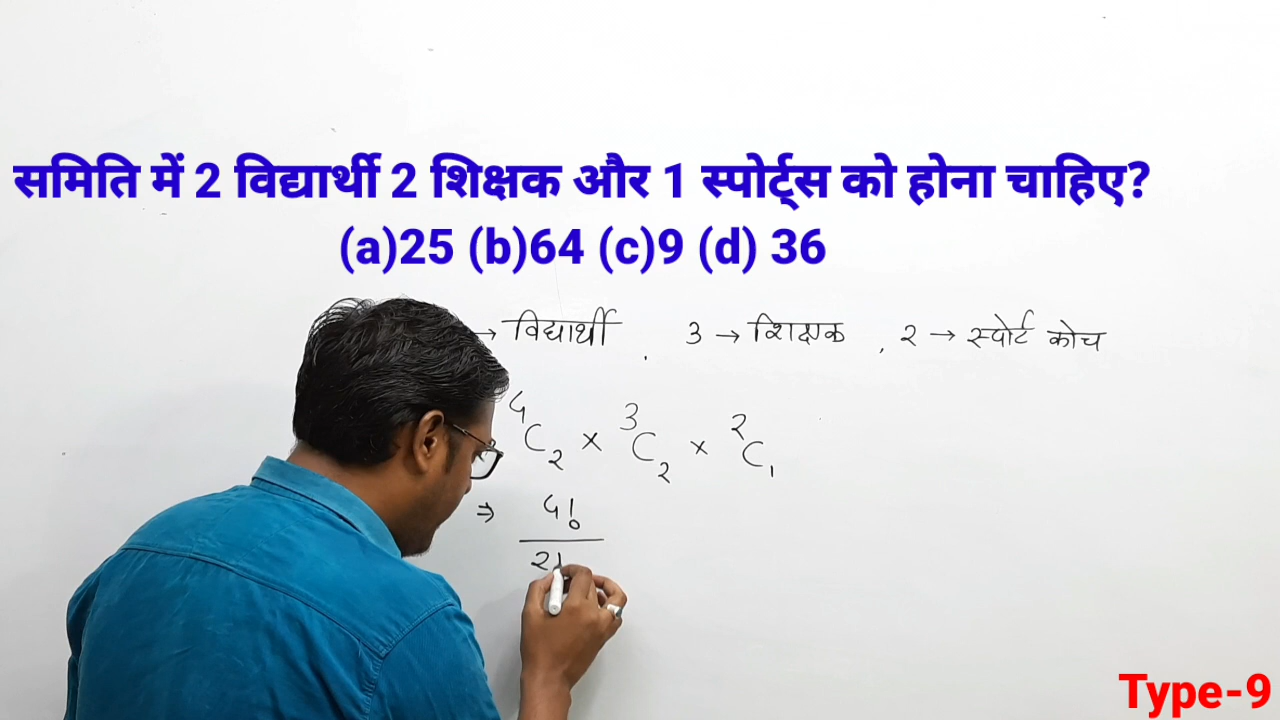 समिति में 2 विद्यार्थी 2 शिक्षक और 1 स्पोर्ट्स को होना चाहिए?
(a)25 (b)64 (c)9 (d) 36
→ विद्यार्थी , 3 → शिक्षक , 2 → स्पोर्ट कोच
⁴C₂ × ³C₂ × ²C₁
⇒ 4!
2!
Type-9